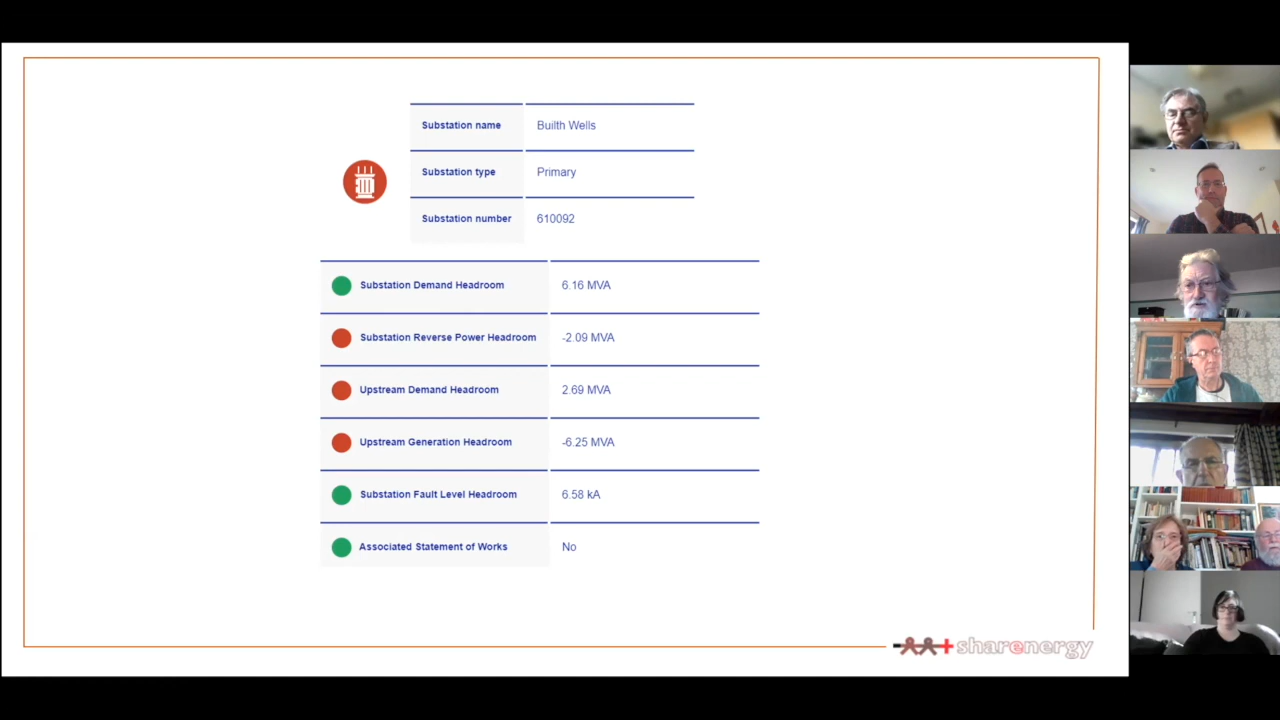 Substation name Builth Wells
Substation type Primary
Substation number 610092
Substation Demand Headroom 6.16 MVA
Substation Reverse Power Headroom -2.09 MVA
Upstream Demand Headroom 2.69 MVA
Upstream Generation Headroom -6.25 MVA
Substation Fault Level Headroom 6.58 kA
Associated Statement of Works No
sharenergy